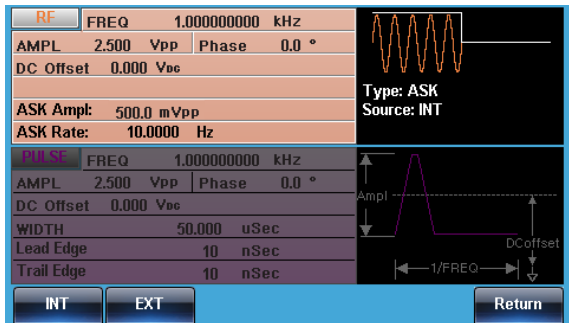 RF FREQ 1.000000000 kHz
AMPL 2.500 Vpp Phase 0.0 °
DC Offset 0.000 VDC
ASK Ampl: 500.0 mVpp
ASK Rate: 10.0000 Hz
Type: ASK
Source: INT
PULSE FREQ 1.000000000 kHz
AMPL 2.500 Vpp Phase 0.0 °
DC Offset 0.000 VDC
WIDTH 50.000 uSec
Lead Edge 10 nSec
Trail Edge 10 nSec
Ampl
DCoffset
1/FREQ
INT EXT Return